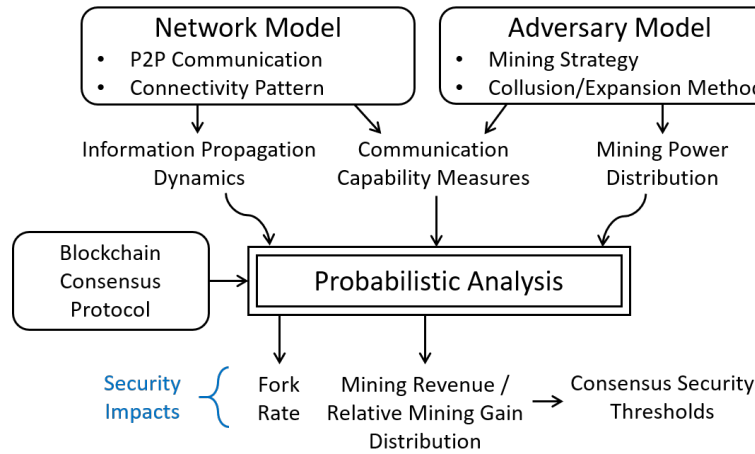 Network Model
• P2P Communication
• Connectivity Pattern
Adversary Model
• Mining Strategy
• Collusion/Expansion Method
Information Propagation
Dynamics
Communication
Capability Measures
Mining Power
Distribution
Blockchain
Consensus
Protocol
Probabilistic Analysis
Security
Impacts
Fork
Rate
Mining Revenue /
Relative Mining Gain
Distribution
Consensus Security
Thresholds